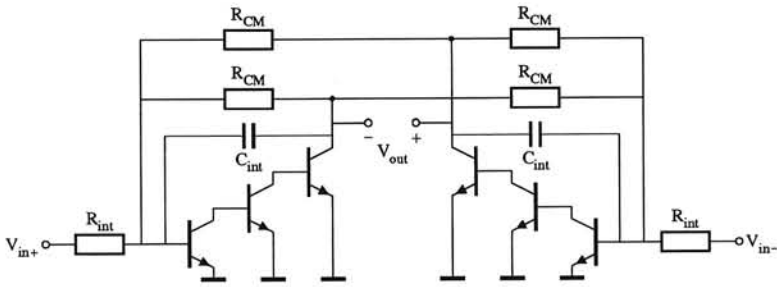 R_CM R_CM
R_CM R_CM
− +
C_int V_out C_int
R_int R_int
V_in+ V_in−